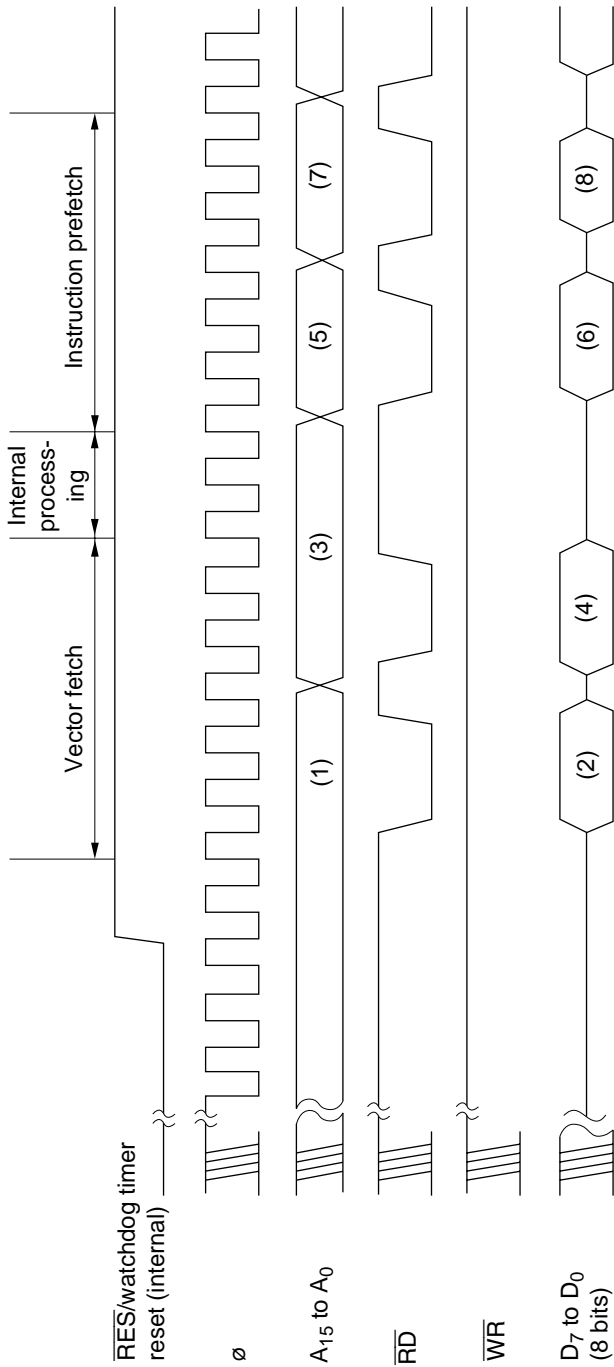 Vector fetch
Internal
process-
ing
Instruction prefetch
RES/watchdog timer
reset (internal)
ø
A15 to A0
(1)
(3)
(5)
(7)
RD
WR
D7 to D0
(8 bits)
(2)
(4)
(6)
(8)